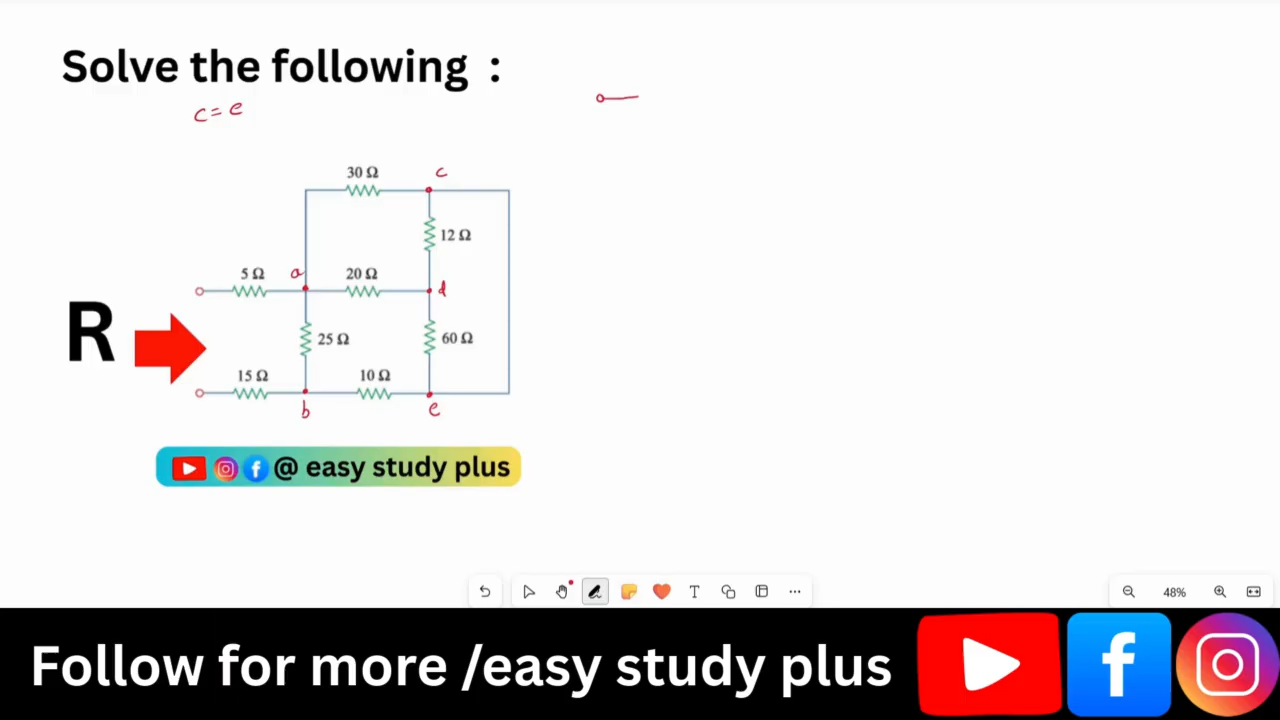 Solve the following :
c = e
30 Ω
c
12 Ω
5 Ω
a
20 Ω
d
R
25 Ω
60 Ω
15 Ω
10 Ω
b
e
@ easy study plus
T
48%
Follow for more /easy study plus